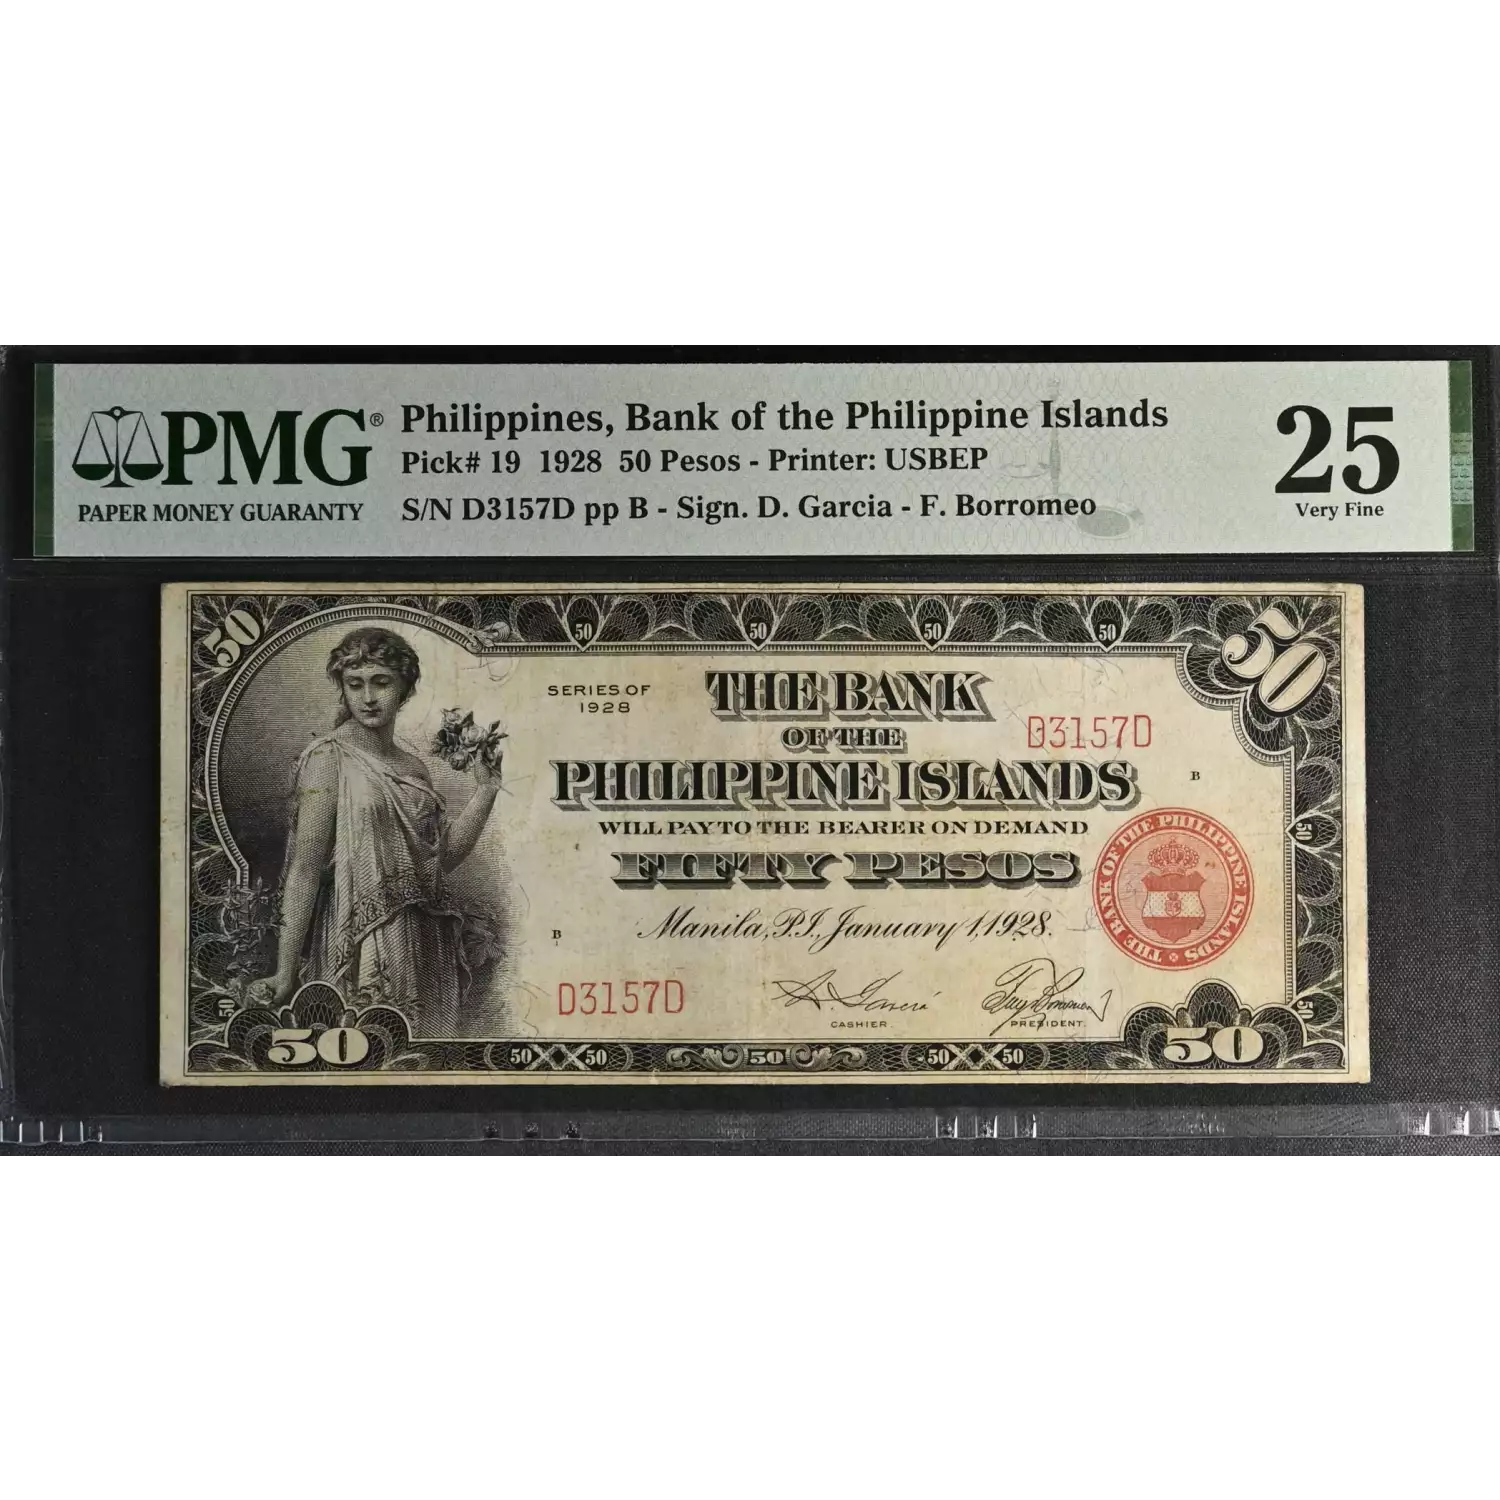 PMG®
PAPER MONEY GUARANTY
Philippines, Bank of the Philippine Islands
Pick# 19 1928 50 Pesos - Printer: USBEP
S/N D3157D pp B - Sign. D. Garcia - F. Borromeo
25
Very Fine
50 50 50 50 50 50
SERIES OF
1928
THE BANK
OF THE
PHILIPPINE ISLANDS
D3157D
B
WILL PAY TO THE BEARER ON DEMAND
FIFTY PESOS
50
THE BANK OF THE PHILIPPINE ISLANDS
Manila, P.I., January 1, 1928.
B
1
D3157D
CASHIER.
PRESIDENT.
50 50
50 50XX50 50 50XX50 50